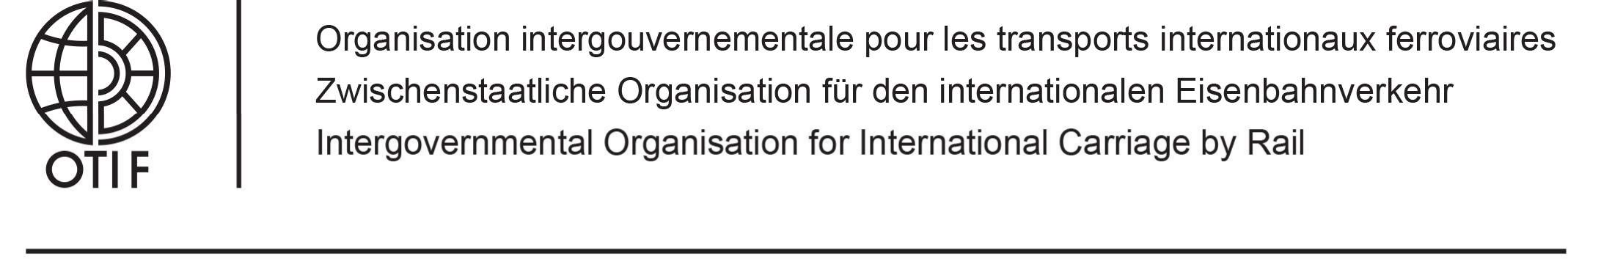 OTIF
Organisation intergouvernementale pour les transports internationaux ferroviaires
Zwischenstaatliche Organisation für den internationalen Eisenbahnverkehr
Intergovernmental Organisation for International Carriage by Rail